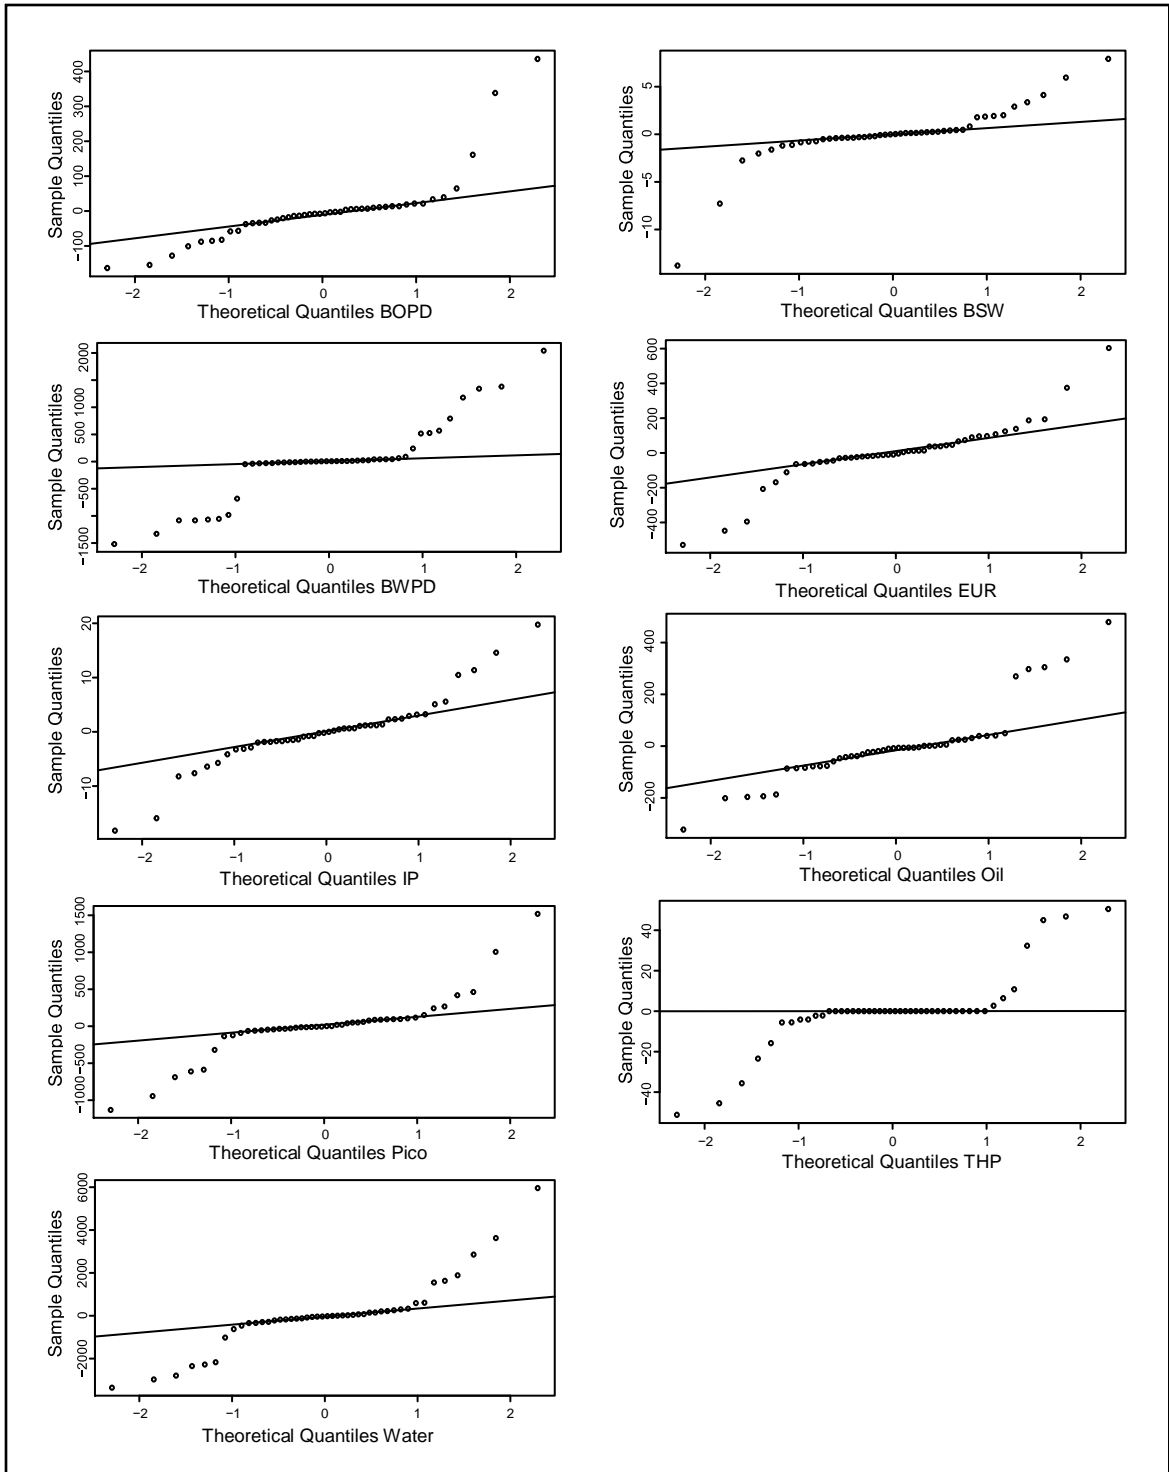 Sample Quantiles
400
300
200
100
0
−100
−2 −1 0 1 2
Theoretical Quantiles BOPD
Sample Quantiles
5
0
−5
−10
−2 −1 0 1 2
Theoretical Quantiles BSW
Sample Quantiles
2000
1000
500
0
−500
−1500
−2 −1 0 1 2
Theoretical Quantiles BWPD
Sample Quantiles
600
400
200
0
−200
−400
−2 −1 0 1 2
Theoretical Quantiles EUR
Sample Quantiles
20
10
0
−10
−2 −1 0 1 2
Theoretical Quantiles IP
Sample Quantiles
400
200
0
−200
−2 −1 0 1 2
Theoretical Quantiles Oil
Sample Quantiles
1500
1000
500
0
−500
−1000
−2 −1 0 1 2
Theoretical Quantiles Pico
Sample Quantiles
40
20
0
−20
−40
−2 −1 0 1 2
Theoretical Quantiles THP
Sample Quantiles
6000
4000
2000
0
−2000
−2 −1 0 1 2
Theoretical Quantiles Water